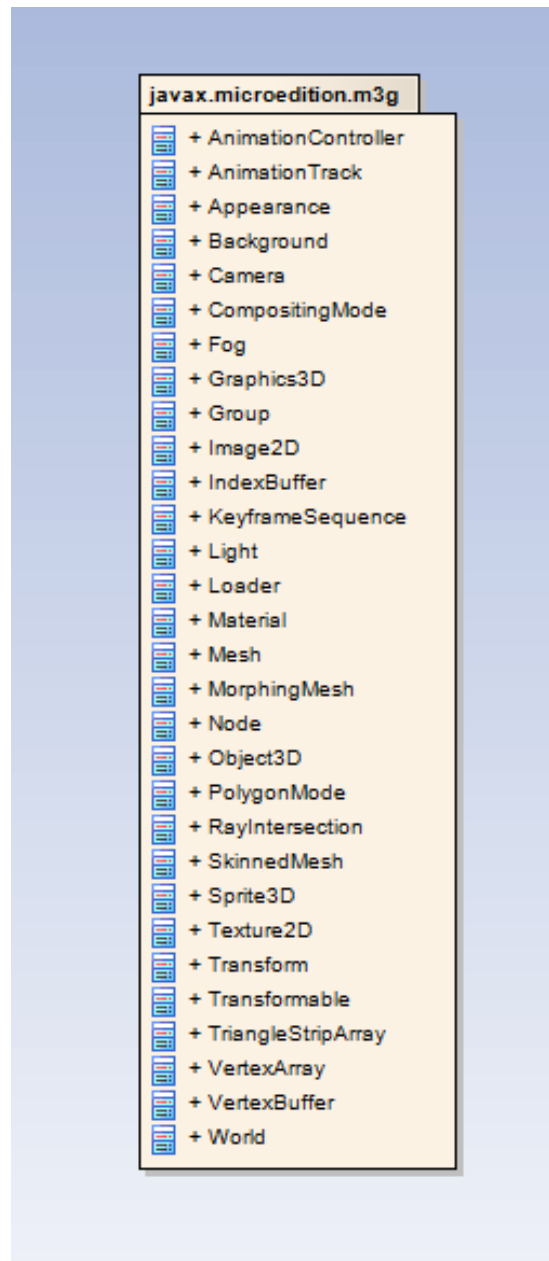 javax.microedition.m3g
+ AnimationController
+ AnimationTrack
+ Appearance
+ Background
+ Camera
+ CompositingMode
+ Fog
+ Graphics3D
+ Group
+ Image2D
+ IndexBuffer
+ KeyframeSequence
+ Light
+ Loader
+ Material
+ Mesh
+ MorphingMesh
+ Node
+ Object3D
+ PolygonMode
+ RayIntersection
+ SkinnedMesh
+ Sprite3D
+ Texture2D
+ Transform
+ Transformable
+ TriangleStripArray
+ VertexArray
+ VertexBuffer
+ World